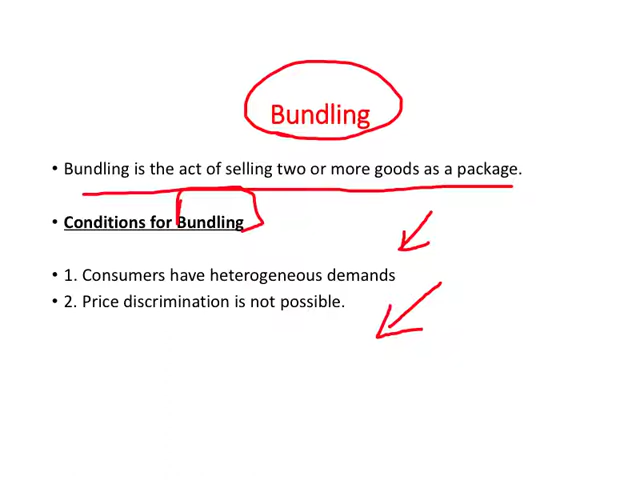 Bundling
• Bundling is the act of selling two or more goods as a package.
• Conditions for Bundling
• 1. Consumers have heterogeneous demands
• 2. Price discrimination is not possible.